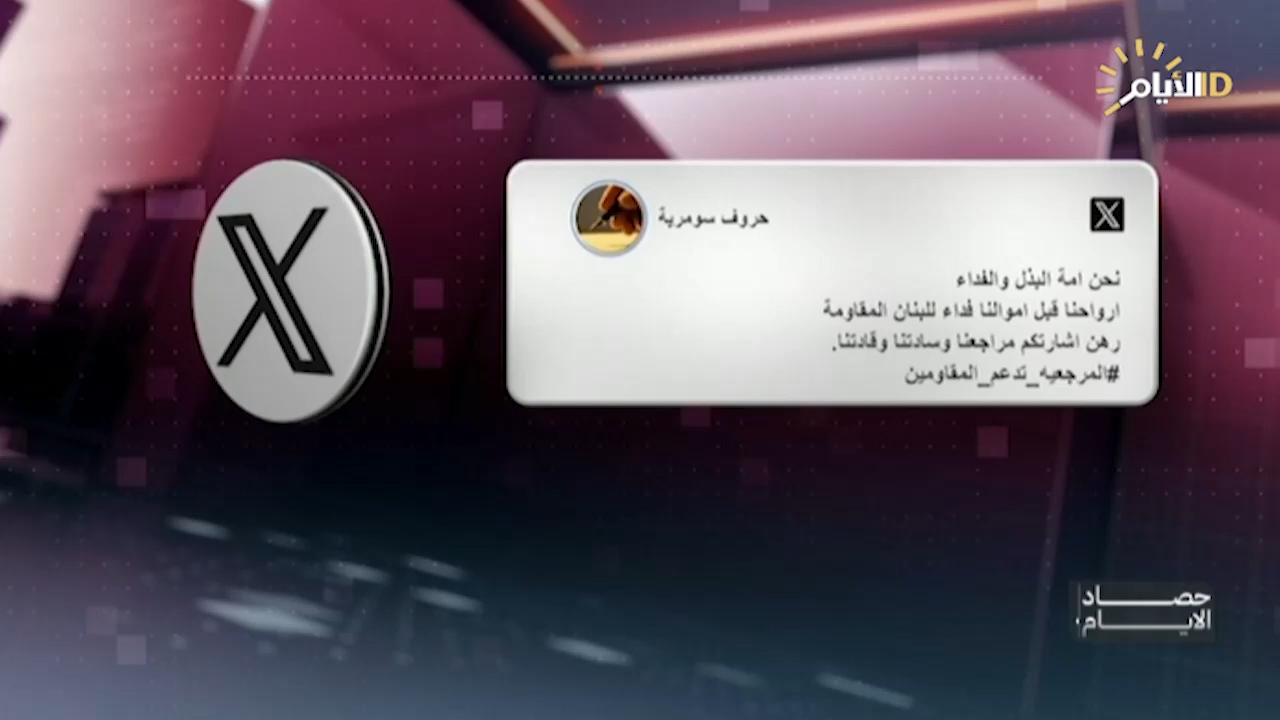 الأيام ID
حروف سومرية
نحن امة البذل والفداء
ارواحنا قبل اموالنا فداء للبنان المقاومة
رهن اشارتكم مراجعنا وسادتنا وقادتنا.
#المرجعيه_تدعم_المقاومين
حصاد
الايام